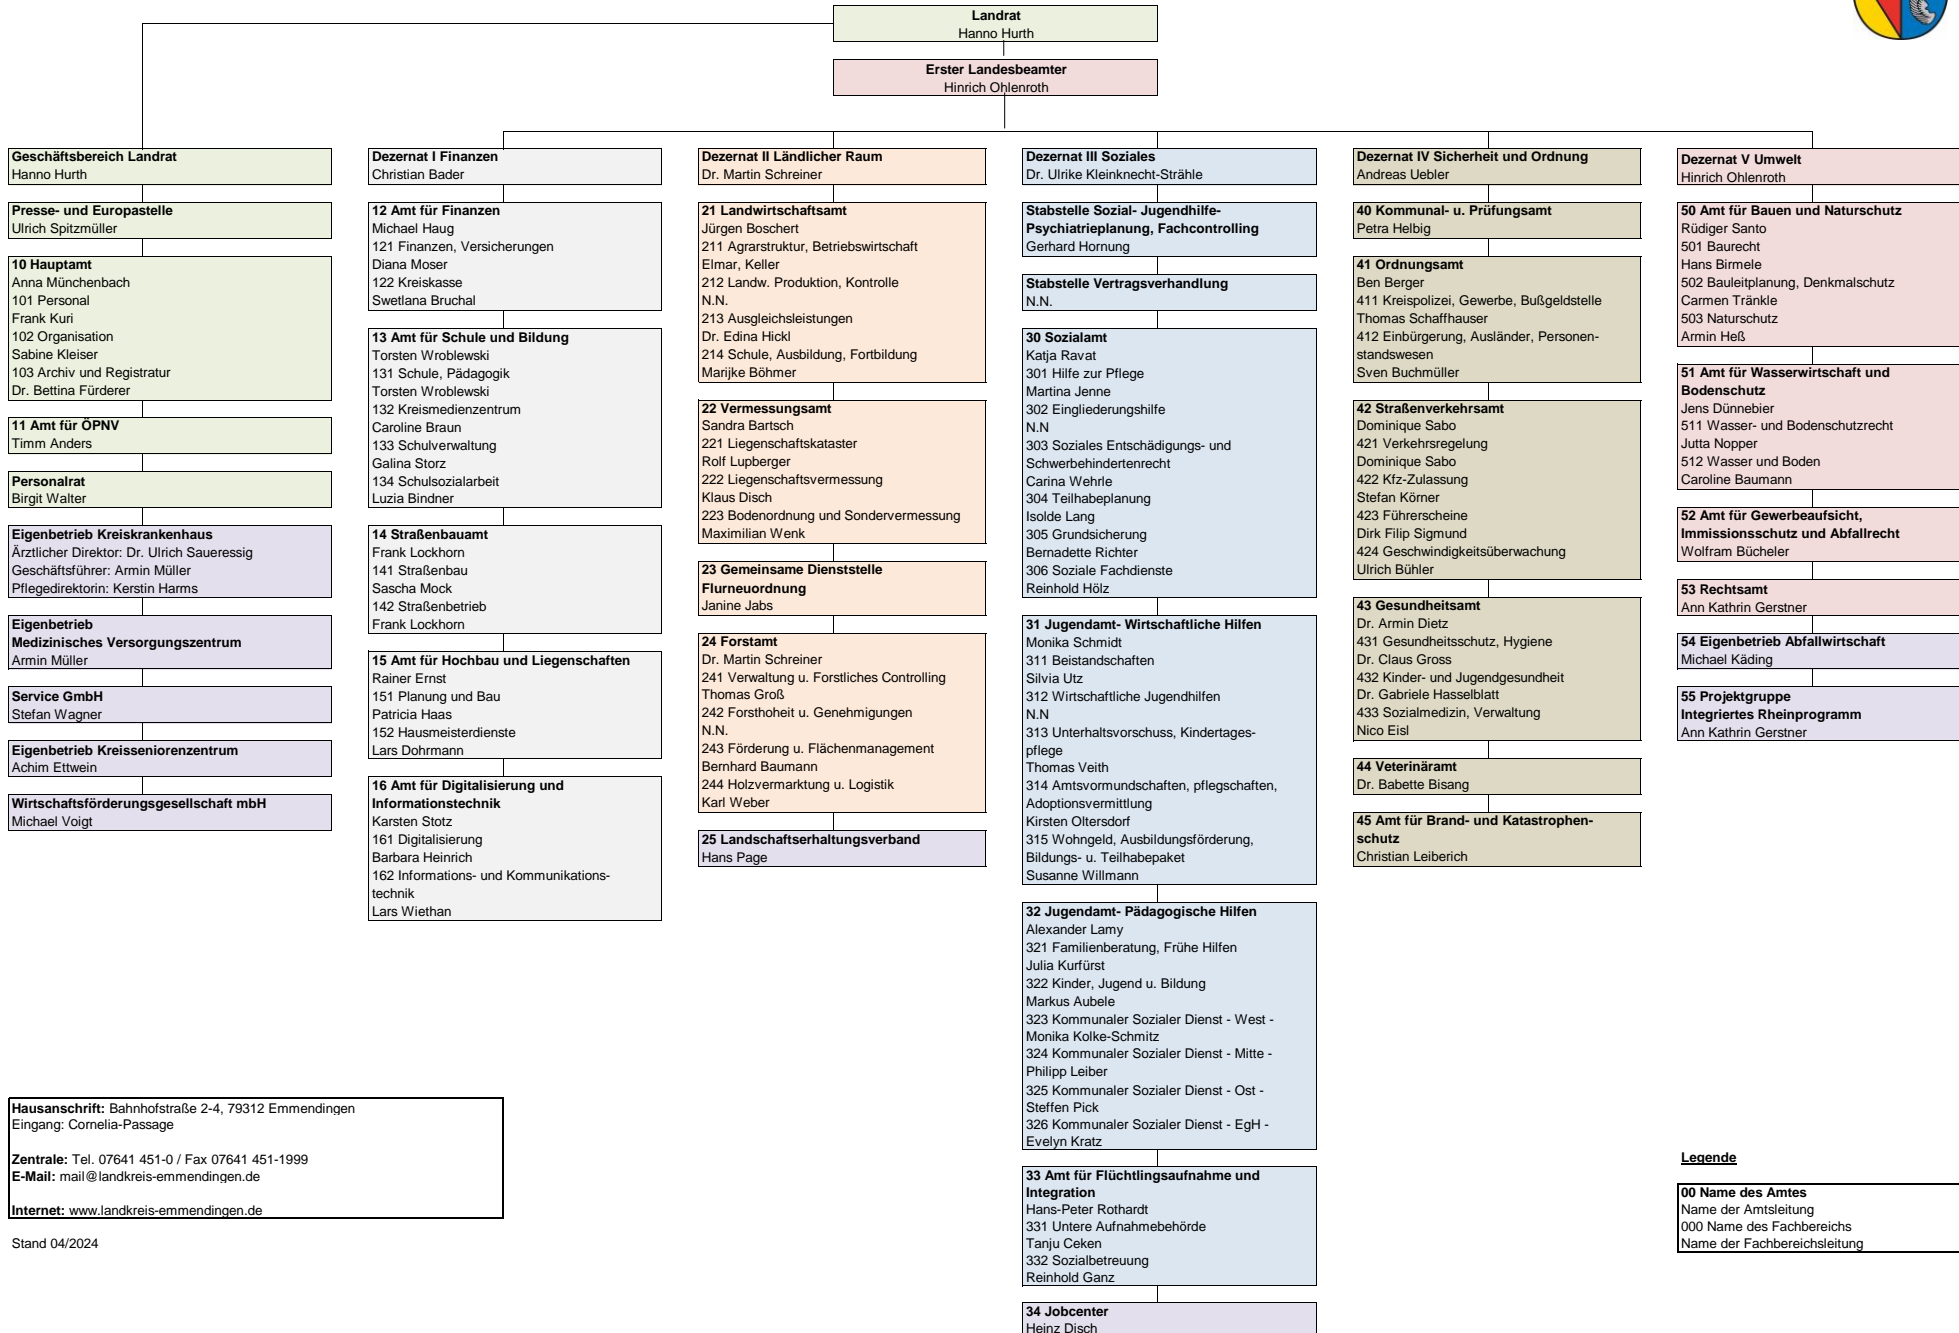 Landrat
Hanno Hurth
Erster Landesbeamter
Hinrich Ohlenroth
Geschäftsbereich Landrat
Hanno Hurth
Presse- und Europastelle
Ulrich Spitzmüller
10 Hauptamt
Anna Münchenbach
101 Personal
Frank Kuri
102 Organisation
Sabine Kleiser
103 Archiv und Registratur
Dr. Bettina Fürderer
11 Amt für ÖPNV
Timm Anders
Personalrat
Birgit Walter
Eigenbetrieb Kreiskrankenhaus
Ärztlicher Direktor: Dr. Ulrich Saueressig
Geschäftsführer: Armin Müller
Pflegedirektorin: Kerstin Harms
Eigenbetrieb
Medizinisches Versorgungszentrum
Armin Müller
Service GmbH
Stefan Wagner
Eigenbetrieb Kreisseniorenzentrum
Achim Ettwein
Wirtschaftsförderungsgesellschaft mbH
Michael Voigt
Dezernat I Finanzen
Christian Bader
12 Amt für Finanzen
Michael Haug
121 Finanzen, Versicherungen
Diana Moser
122 Kreiskasse
Swetlana Bruchal
13 Amt für Schule und Bildung
Torsten Wroblewski
131 Schule, Pädagogik
Torsten Wroblewski
132 Kreismedienzentrum
Caroline Braun
133 Schulverwaltung
Galina Storz
134 Schulsozialarbeit
Luzia Bindner
14 Straßenbauamt
Frank Lockhorn
141 Straßenbau
Sascha Mock
142 Straßenbetrieb
Frank Lockhorn
15 Amt für Hochbau und Liegenschaften
Rainer Ernst
151 Planung und Bau
Patricia Haas
152 Hausmeisterdienste
Lars Dohrmann
16 Amt für Digitalisierung und
Informationstechnik
Karsten Stotz
161 Digitalisierung
Barbara Heinrich
162 Informations- und Kommunikations-
technik
Lars Wiethan
Dezernat II Ländlicher Raum
Dr. Martin Schreiner
21 Landwirtschaftsamt
Jürgen Boschert
211 Agrarstruktur, Betriebswirtschaft
Elmar, Keller
212 Landw. Produktion, Kontrolle
N.N.
213 Ausgleichsleistungen
Dr. Edina Hickl
214 Schule, Ausbildung, Fortbildung
Marijke Böhmer
22 Vermessungsamt
Sandra Bartsch
221 Liegenschaftskataster
Rolf Lupberger
222 Liegenschaftsvermessung
Klaus Disch
223 Bodenordnung und Sondervermessung
Maximilian Wenk
23 Gemeinsame Dienststelle
Flurneuordnung
Janine Jabs
24 Forstamt
Dr. Martin Schreiner
241 Verwaltung u. Forstliches Controlling
Thomas Groß
242 Forsthoheit u. Genehmigungen
N.N.
243 Förderung u. Flächenmanagement
Bernhard Baumann
244 Holzvermarktung u. Logistik
Karl Weber
25 Landschaftserhaltungsverband
Hans Page
Dezernat III Soziales
Dr. Ulrike Kleinknecht-Strähle
Stabstelle Sozial- Jugendhilfe-
Psychiatrieplanung, Fachcontrolling
Gerhard Hornung
Stabstelle Vertragsverhandlung
N.N.
30 Sozialamt
Katja Ravat
301 Hilfe zur Pflege
Martina Jenne
302 Eingliederungshilfe
N.N
303 Soziales Entschädigungs- und
Schwerbehindertenrecht
Carina Wehrle
304 Teilhabeplanung
Isolde Lang
305 Grundsicherung
Bernadette Richter
306 Soziale Fachdienste
Reinhold Hölz
31 Jugendamt- Wirtschaftliche Hilfen
Monika Schmidt
311 Beistandschaften
Silvia Utz
312 Wirtschaftliche Jugendhilfen
N.N
313 Unterhaltsvorschuss, Kindertages-
pflege
Thomas Veith
314 Amtsvormundschaften, pflegschaften,
Adoptionsvermittlung
Kirsten Oltersdorf
315 Wohngeld, Ausbildungsförderung,
Bildungs- u. Teilhabepaket
Susanne Willmann
32 Jugendamt- Pädagogische Hilfen
Alexander Lamy
321 Familienberatung, Frühe Hilfen
Julia Kurfürst
322 Kinder, Jugend u. Bildung
Markus Aubele
323 Kommunaler Sozialer Dienst - West -
Monika Kolke-Schmitz
324 Kommunaler Sozialer Dienst - Mitte -
Philipp Leiber
325 Kommunaler Sozialer Dienst - Ost -
Steffen Pick
326 Kommunaler Sozialer Dienst - EgH -
Evelyn Kratz
33 Amt für Flüchtlingsaufnahme und
Integration
Hans-Peter Rothardt
331 Untere Aufnahmebehörde
Tanju Ceken
332 Sozialbetreuung
Reinhold Ganz
34 Jobcenter
Heinz Disch
Dezernat IV Sicherheit und Ordnung
Andreas Uebler
40 Kommunal- u. Prüfungsamt
Petra Helbig
41 Ordnungsamt
Ben Berger
411 Kreispolizei, Gewerbe, Bußgeldstelle
Thomas Schaffhauser
412 Einbürgerung, Ausländer, Personen-
standswesen
Sven Buchmüller
42 Straßenverkehrsamt
Dominique Sabo
421 Verkehrsregelung
Dominique Sabo
422 Kfz-Zulassung
Stefan Körner
423 Führerscheine
Dirk Filip Sigmund
424 Geschwindigkeitsüberwachung
Ulrich Bühler
43 Gesundheitsamt
Dr. Armin Dietz
431 Gesundheitsschutz, Hygiene
Dr. Claus Gross
432 Kinder- und Jugendgesundheit
Dr. Gabriele Hasselblatt
433 Sozialmedizin, Verwaltung
Nico Eisl
44 Veterinäramt
Dr. Babette Bisang
45 Amt für Brand- und Katastrophen-
schutz
Christian Leiberich
Dezernat V Umwelt
Hinrich Ohlenroth
50 Amt für Bauen und Naturschutz
Rüdiger Santo
501 Baurecht
Hans Birmele
502 Bauleitplanung, Denkmalschutz
Carmen Tränkle
503 Naturschutz
Armin Heß
51 Amt für Wasserwirtschaft und
Bodenschutz
Jens Dünnebier
511 Wasser- und Bodenschutzrecht
Jutta Nopper
512 Wasser und Boden
Caroline Baumann
52 Amt für Gewerbeaufsicht,
Immissionsschutz und Abfallrecht
Wolfram Bücheler
53 Rechtsamt
Ann Kathrin Gerstner
54 Eigenbetrieb Abfallwirtschaft
Michael Käding
55 Projektgruppe
Integriertes Rheinprogramm
Ann Kathrin Gerstner
Hausanschrift: Bahnhofstraße 2-4, 79312 Emmendingen
Eingang: Cornelia-Passage
Zentrale: Tel. 07641 451-0 / Fax 07641 451-1999
E-Mail: mail@landkreis-emmendingen.de
Internet: www.landkreis-emmendingen.de
Stand 04/2024
Legende
00 Name des Amtes
Name der Amtsleitung
000 Name des Fachbereichs
Name der Fachbereichsleitung